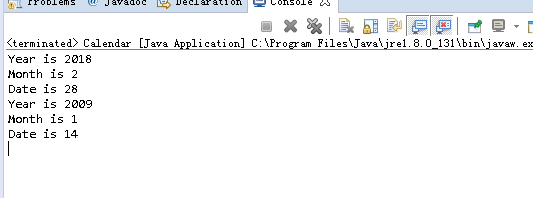 Problems @ Javadoc Declaration Console
<terminated> Calendar [Java Application] C:\Program Files\Java\jre1.8.0_131\bin\javaw.ex
Year is 2018
Month is 2
Date is 28
Year is 2009
Month is 1
Date is 14